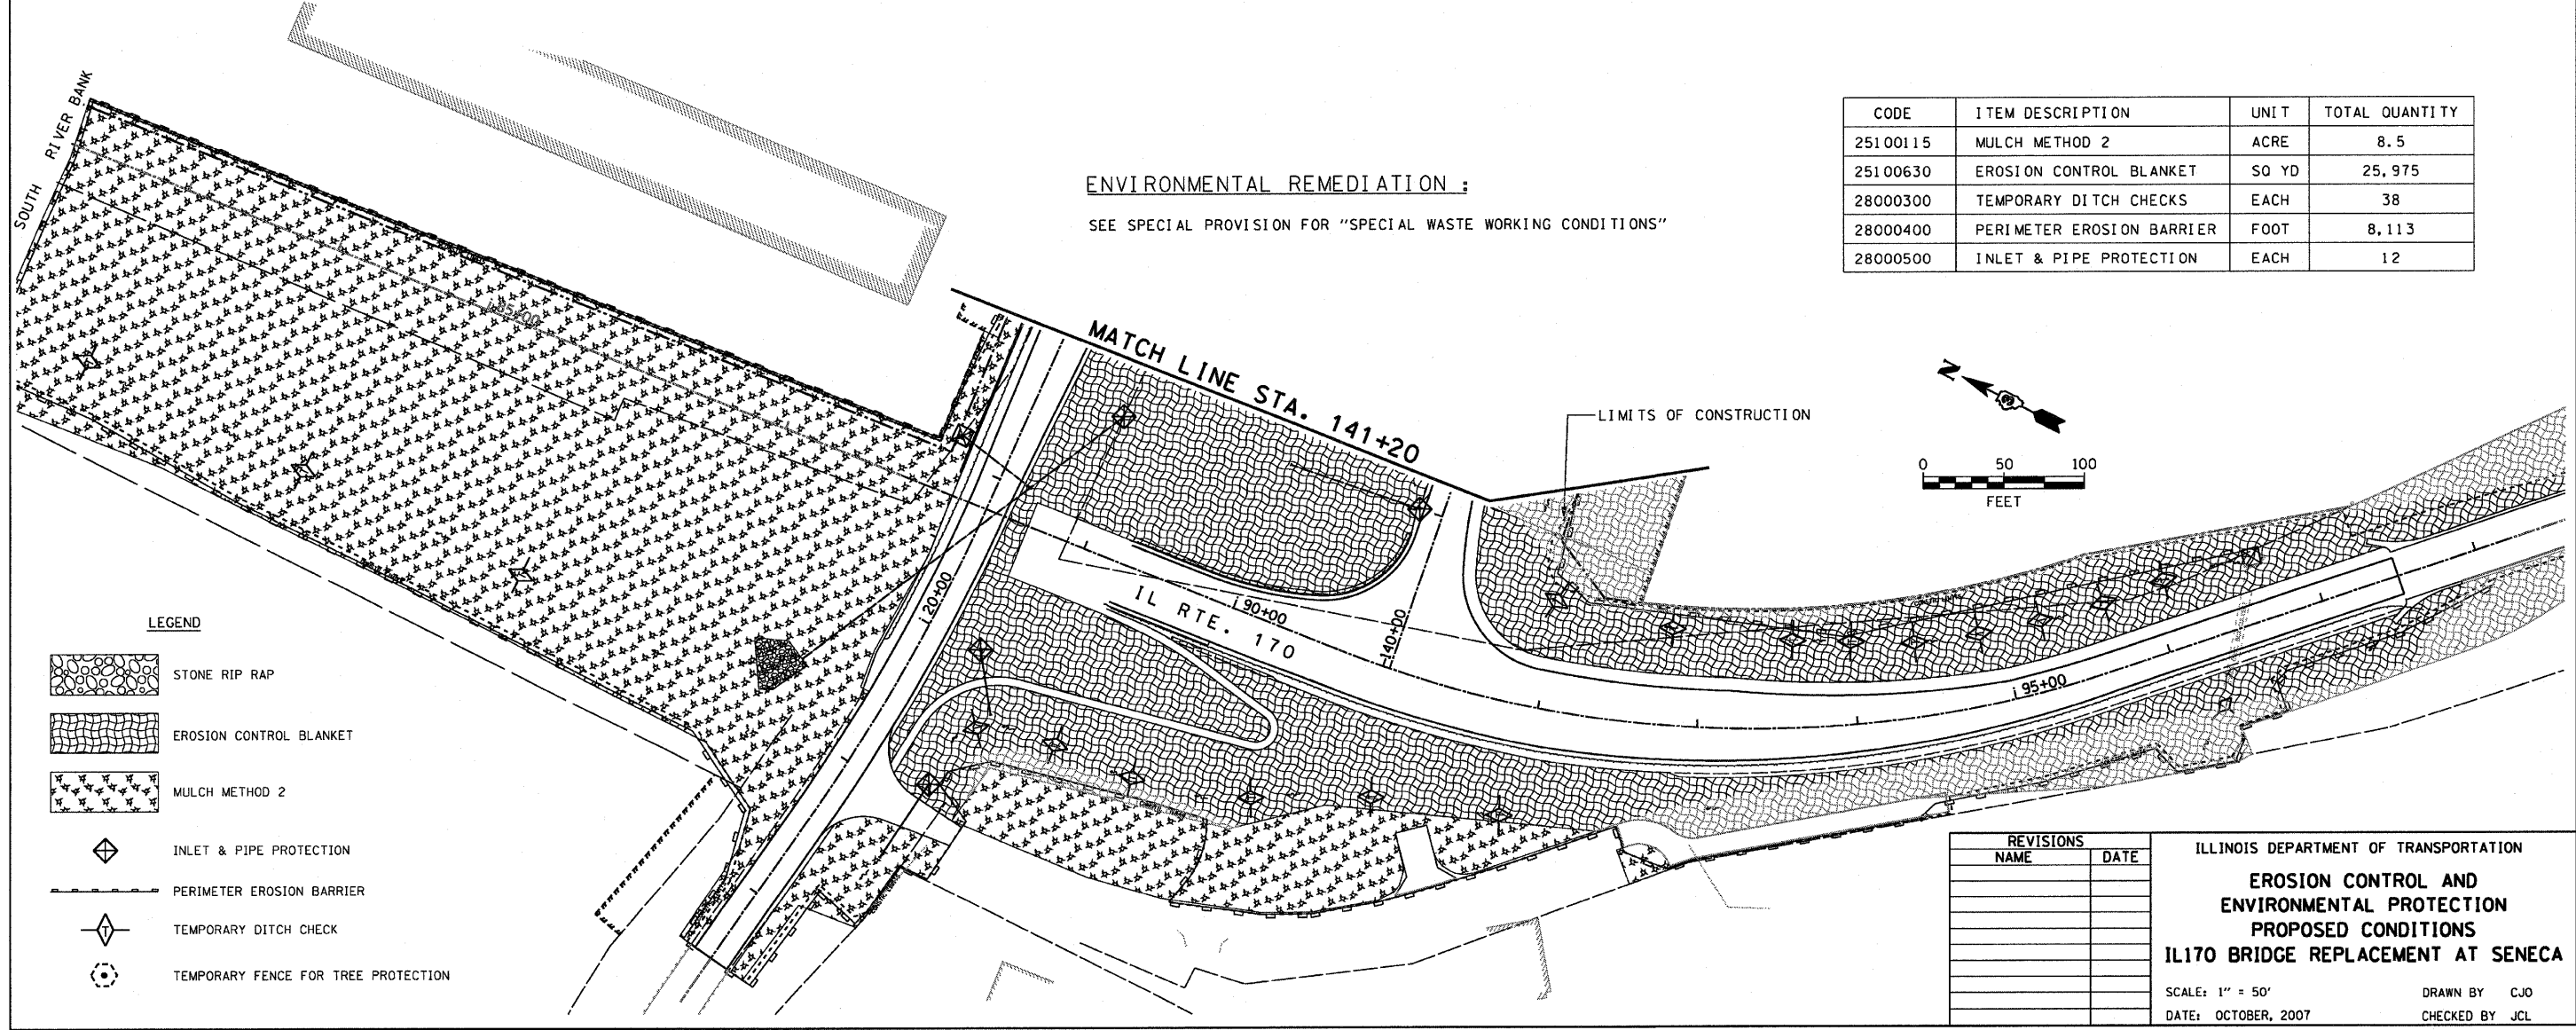 SOUTH RIVER BANK
185+00
ENVIRONMENTAL REMEDIATION :
SEE SPECIAL PROVISION FOR "SPECIAL WASTE WORKING CONDITIONS"
CODE ITEM DESCRIPTION UNIT TOTAL QUANTITY
25100115 MULCH METHOD 2 ACRE 8.5
25100630 EROSION CONTROL BLANKET SQ YD 25,975
28000300 TEMPORARY DITCH CHECKS EACH 38
28000400 PERIMETER EROSION BARRIER FOOT 8,113
28000500 INLET & PIPE PROTECTION EACH 12
MATCH LINE STA. 141+20
LIMITS OF CONSTRUCTION
N
0 50 100
FEET
120+00
IL RTE. 170
190+00
140+00
195+00
LEGEND
STONE RIP RAP
EROSION CONTROL BLANKET
MULCH METHOD 2
INLET & PIPE PROTECTION
PERIMETER EROSION BARRIER
T TEMPORARY DITCH CHECK
TEMPORARY FENCE FOR TREE PROTECTION
REVISIONS
NAME DATE
ILLINOIS DEPARTMENT OF TRANSPORTATION
EROSION CONTROL AND
ENVIRONMENTAL PROTECTION
PROPOSED CONDITIONS
IL170 BRIDGE REPLACEMENT AT SENECA
SCALE: 1" = 50' DRAWN BY CJO
DATE: OCTOBER, 2007 CHECKED BY JCL